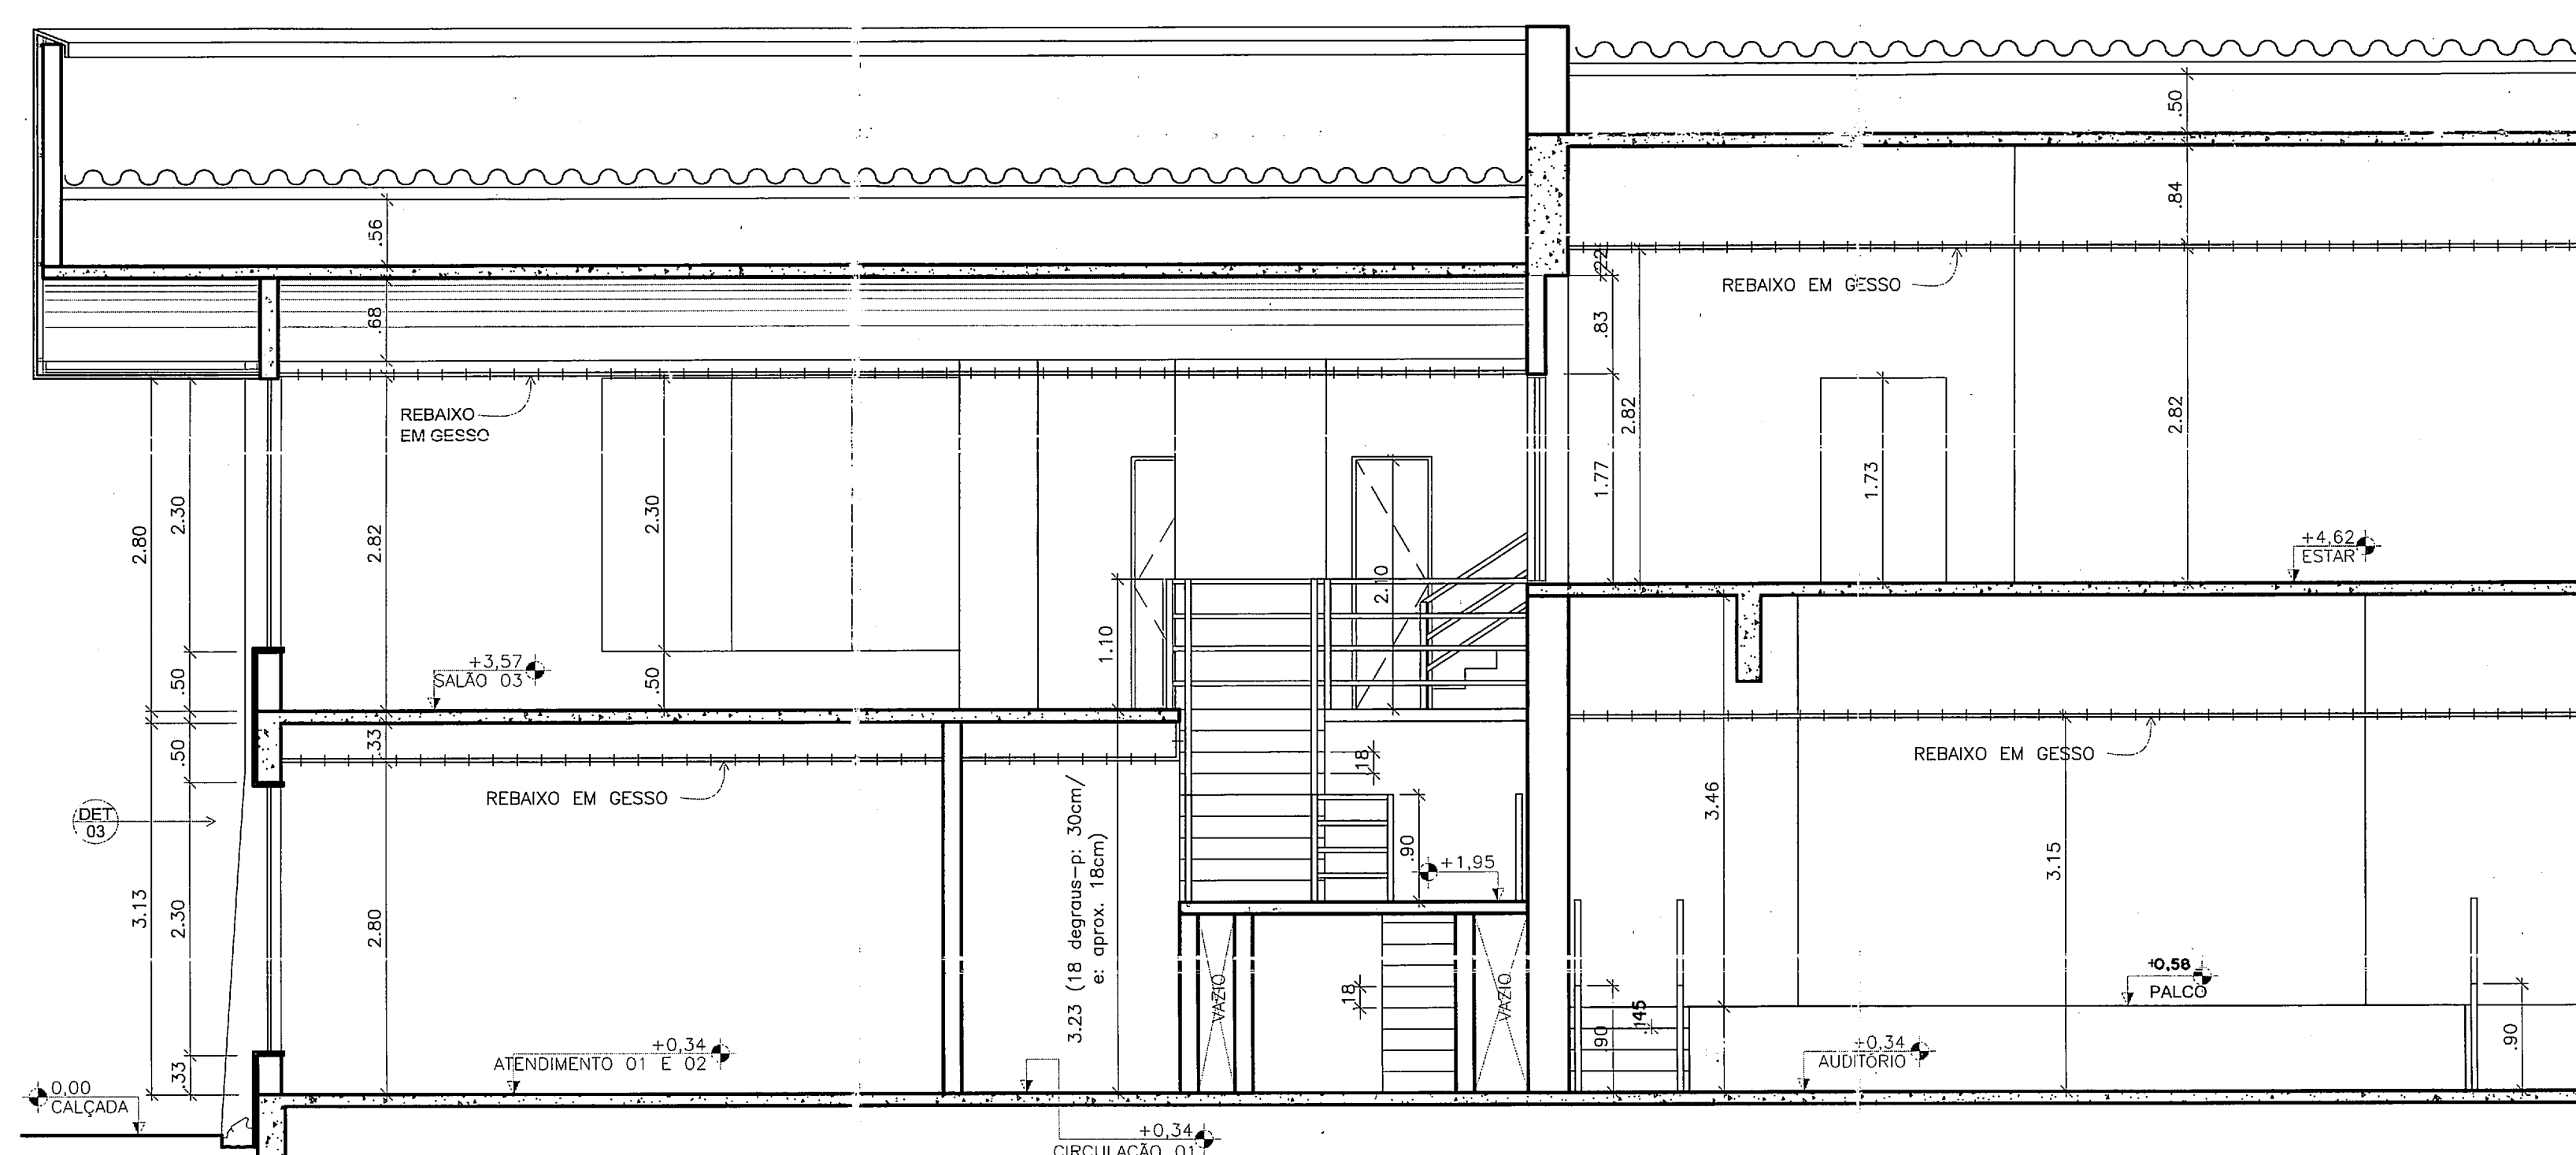 .50
.84
.56
.22
REBAIXO EM GESSO
.68
.83
REBAIXO
EM GESSO
2.80
2.30
2.82
2.30
2.10
1.77
2.82
1.73
2.82
+4,62
ESTAR
1.10
+3,57
SALÃO 03
.50
.50
.50
.33
REBAIXO EM GESSO
18
REBAIXO EM GESSO
DET
03
3.13
2.30
2.80
3.23 (18 degraus-p: 30cm/
e: aprox. 18cm)
.90
+1,95
3.46
3.15
VAZIO
18
VAZIO
+0,58
PALCO
.90
145
.90
.33
+0,34
ATENDIMENTO 01 E 02
+0,34
AUDITÓRIO
0,00
CALÇADA
+0,34
CIRCULAÇÃO 01